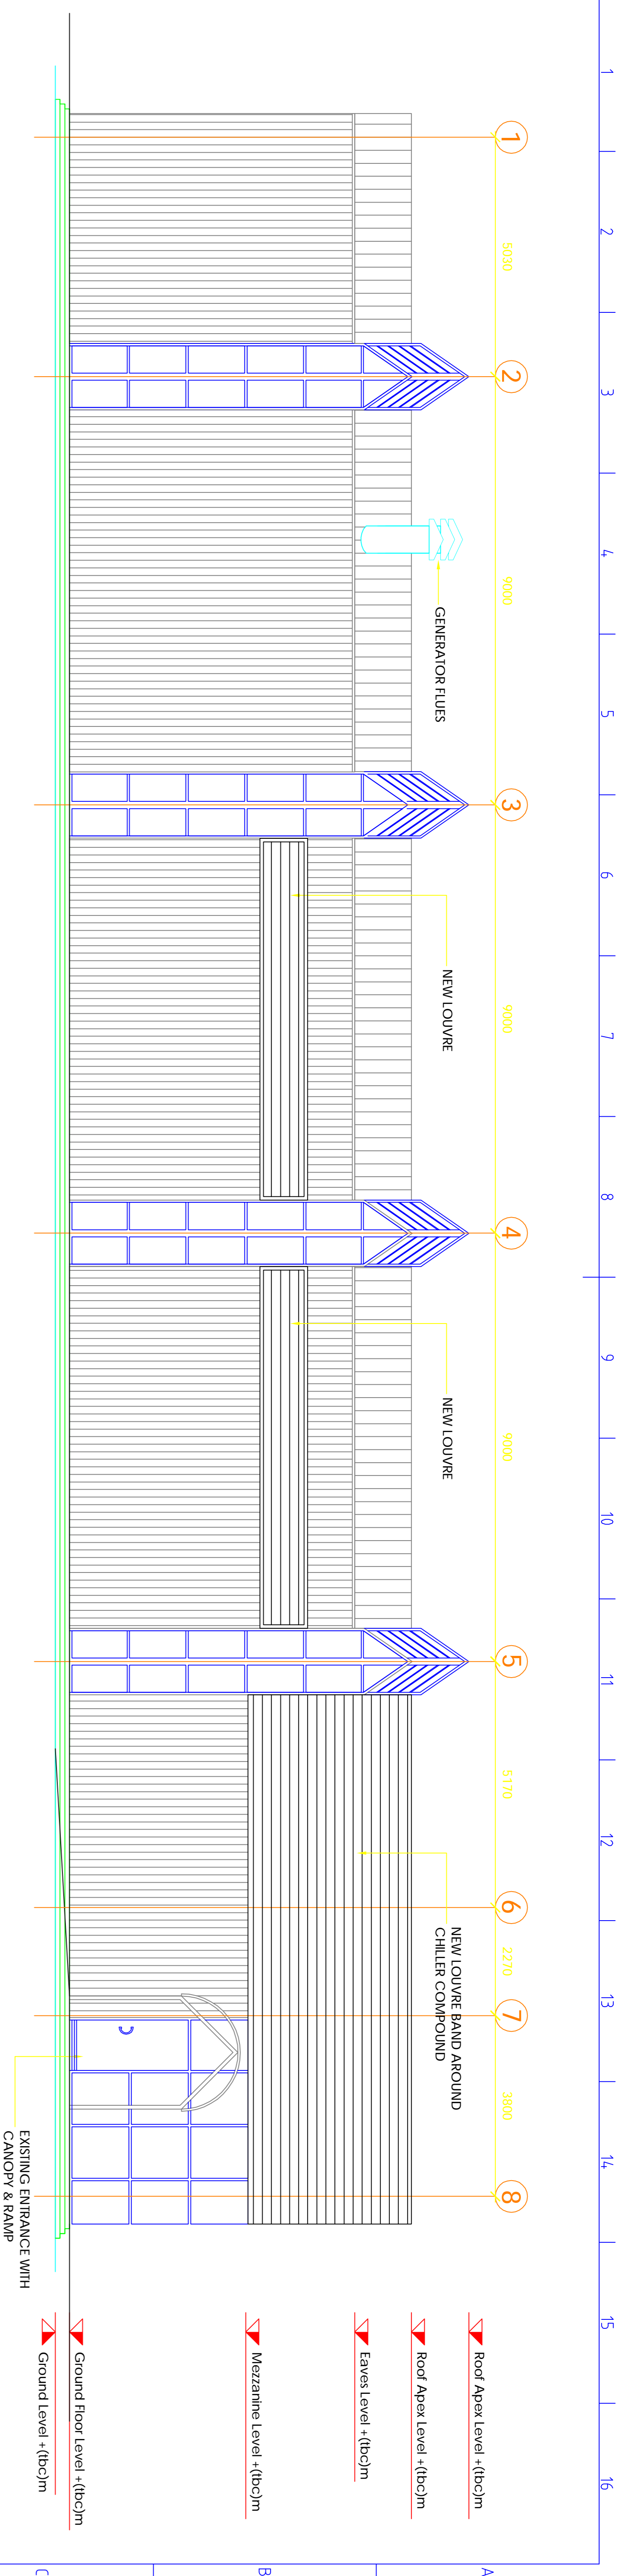 1 2 3 4 5 6 7 8 9 10 11 12 13 14 15 16
1 2 3 4 5 6 7 8
5030 9000 9000 9000 5170 2270 3800
GENERATOR FLUES
NEW LOUVRE
NEW LOUVRE
NEW LOUVRE BAND AROUND
CHILLER COMPOUND
EXISTING ENTRANCE WITH
CANOPY & RAMP
Roof Apex Level +(tbc)m
Roof Apex Level +(tbc)m
Eaves Level +(tbc)m
Mezzanine Level +(tbc)m
Ground Floor Level +(tbc)m
Ground Level +(tbc)m
A
B
C